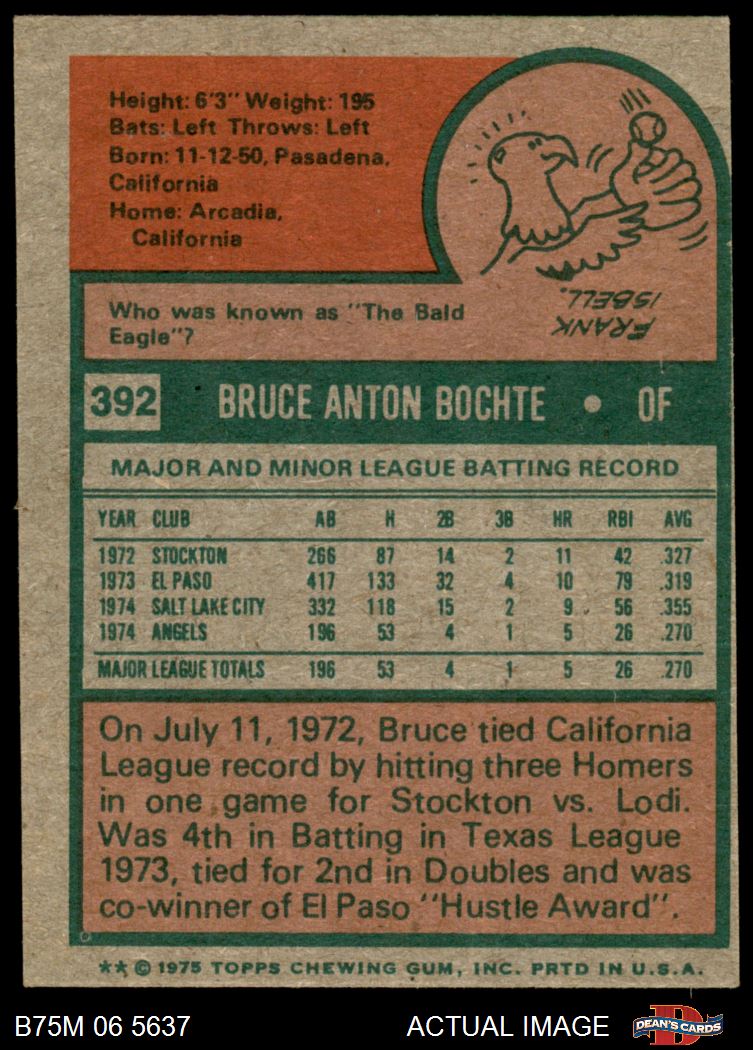 Height: 6'3" Weight: 195
Bats: Left Throws: Left
Born: 11-12-50, Pasadena,
California
Home: Arcadia,
California
Who was known as "The Bald
Eagle"?
FRANK
ISBELL.
392 BRUCE ANTON BOCHTE • OF
MAJOR AND MINOR LEAGUE BATTING RECORD
YEAR CLUB AB H 2B 3B HR RBI AVG
1972 STOCKTON 266 87 14 2 11 42 .327
1973 EL PASO 417 133 32 4 10 79 .319
1974 SALT LAKE CITY 332 118 15 2 9 56 .355
1974 ANGELS 196 53 4 1 5 26 .270
MAJOR LEAGUE TOTALS 196 53 4 1 5 26 .270
On July 11, 1972, Bruce tied California
League record by hitting three Homers
in one game for Stockton vs. Lodi.
Was 4th in Batting in Texas League
1973, tied for 2nd in Doubles and was
co-winner of El Paso "Hustle Award".
** © 1975 TOPPS CHEWING GUM, INC. PRTD IN U.S.A.
B75M 06 5637 ACTUAL IMAGE D DEAN'S CARDS